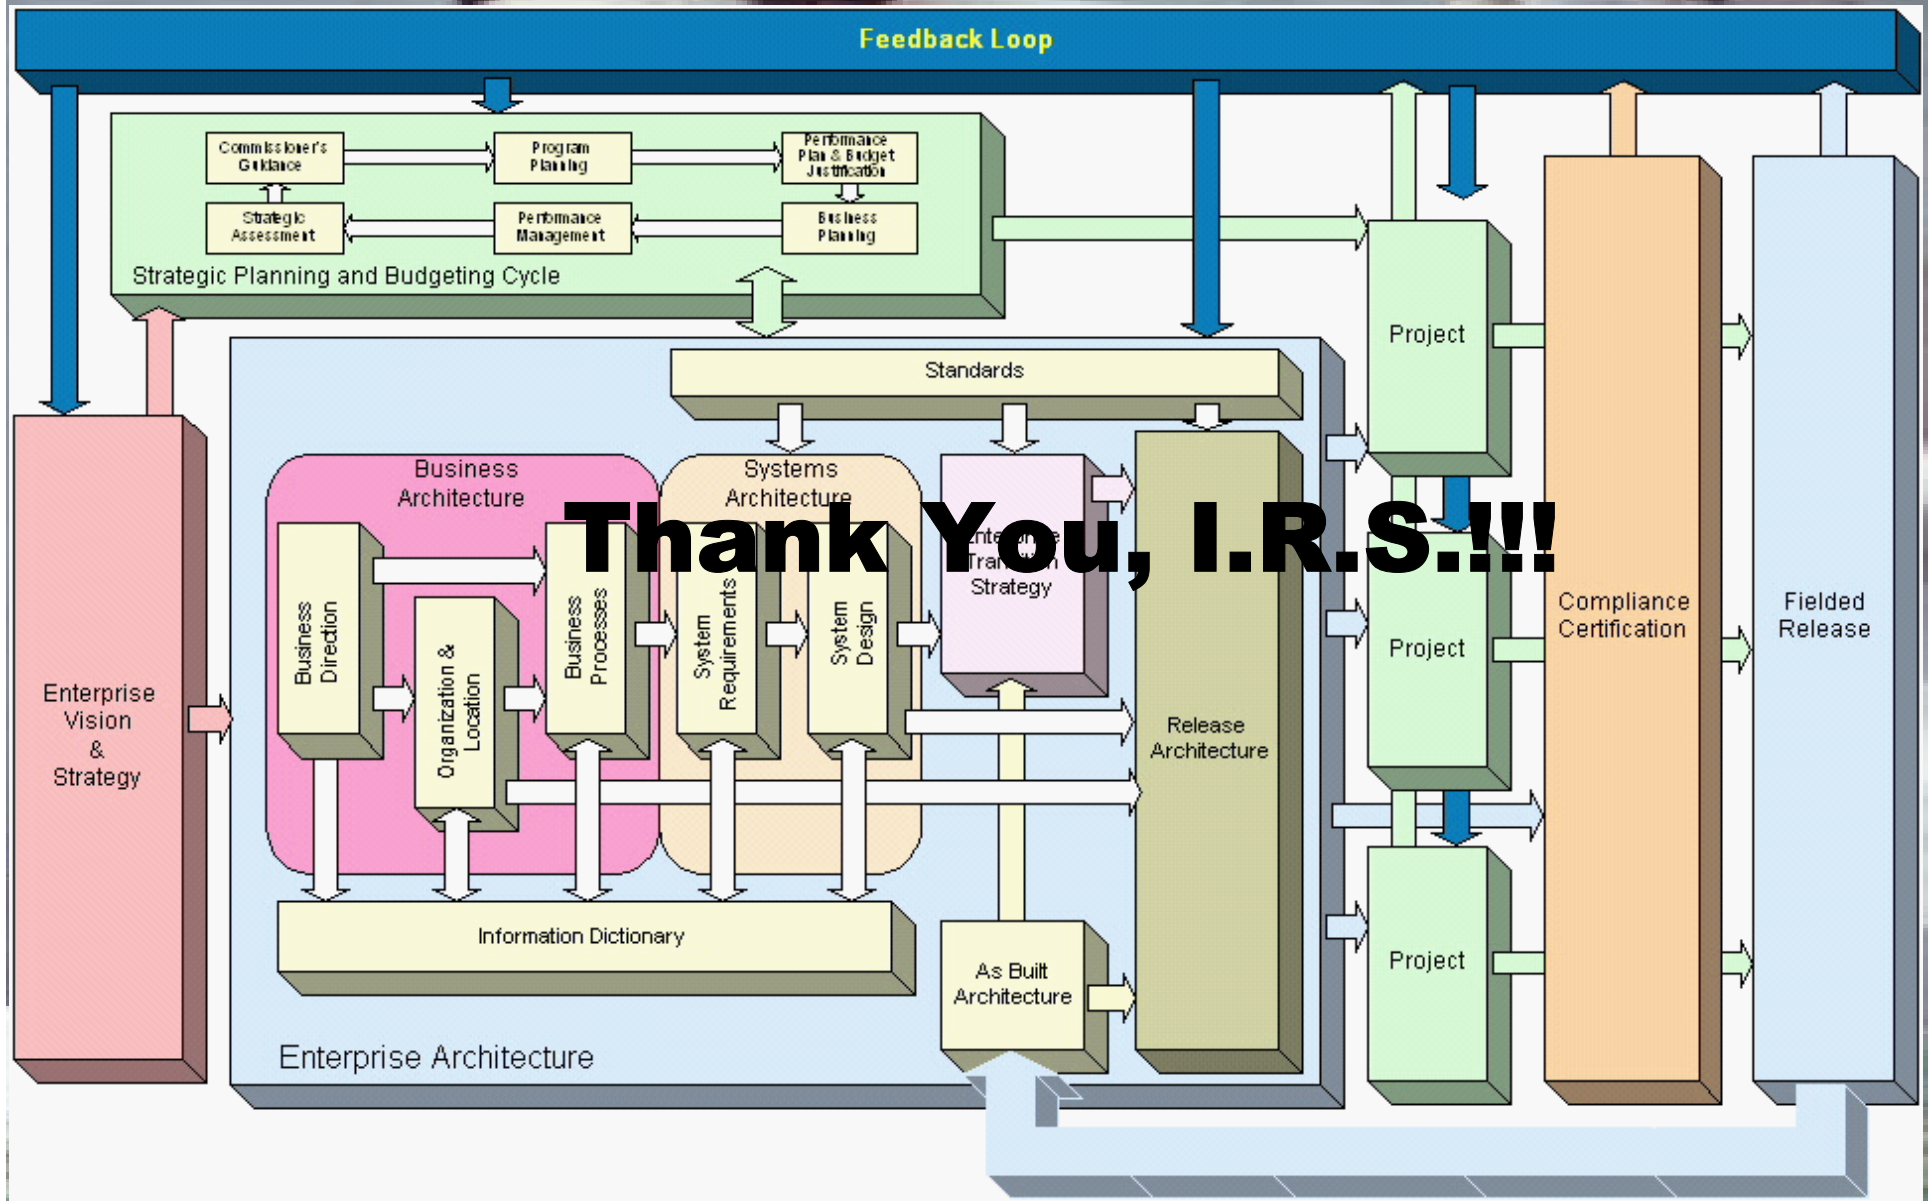 Feedback Loop
Commissioner's
Guidance
Program
Planning
Performance
Plan & Budget
Justification
Strategic
Assessment
Performance
Management
Business
Planning
Strategic Planning and Budgeting Cycle
Standards
Business
Architecture
Systems
Architecture
Thank You, I.R.S.!!!
Enterprise
Transition
Strategy
Business
Direction
Organization &
Location
Business
Processes
System
Requirements
System
Design
Release
Architecture
Information Dictionary
As Built
Architecture
Enterprise Architecture
Enterprise
Vision
&
Strategy
Project
Project
Project
Compliance
Certification
Fielded
Release